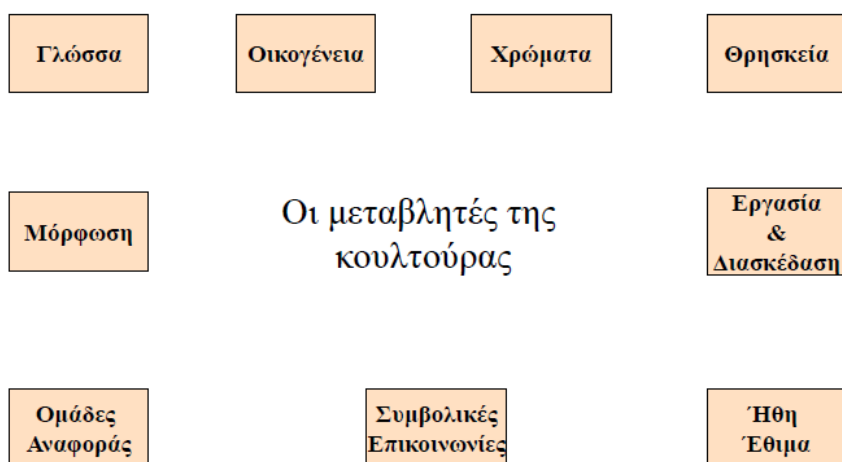 Γλώσσα
Οικογένεια
Χρώματα
Θρησκεία
Μόρφωση
Οι μεταβλητές της
κουλτούρας
Εργασία
&
Διασκέδαση
Ομάδες
Αναφοράς
Συμβολικές
Επικοινωνίες
Ήθη
Έθιμα